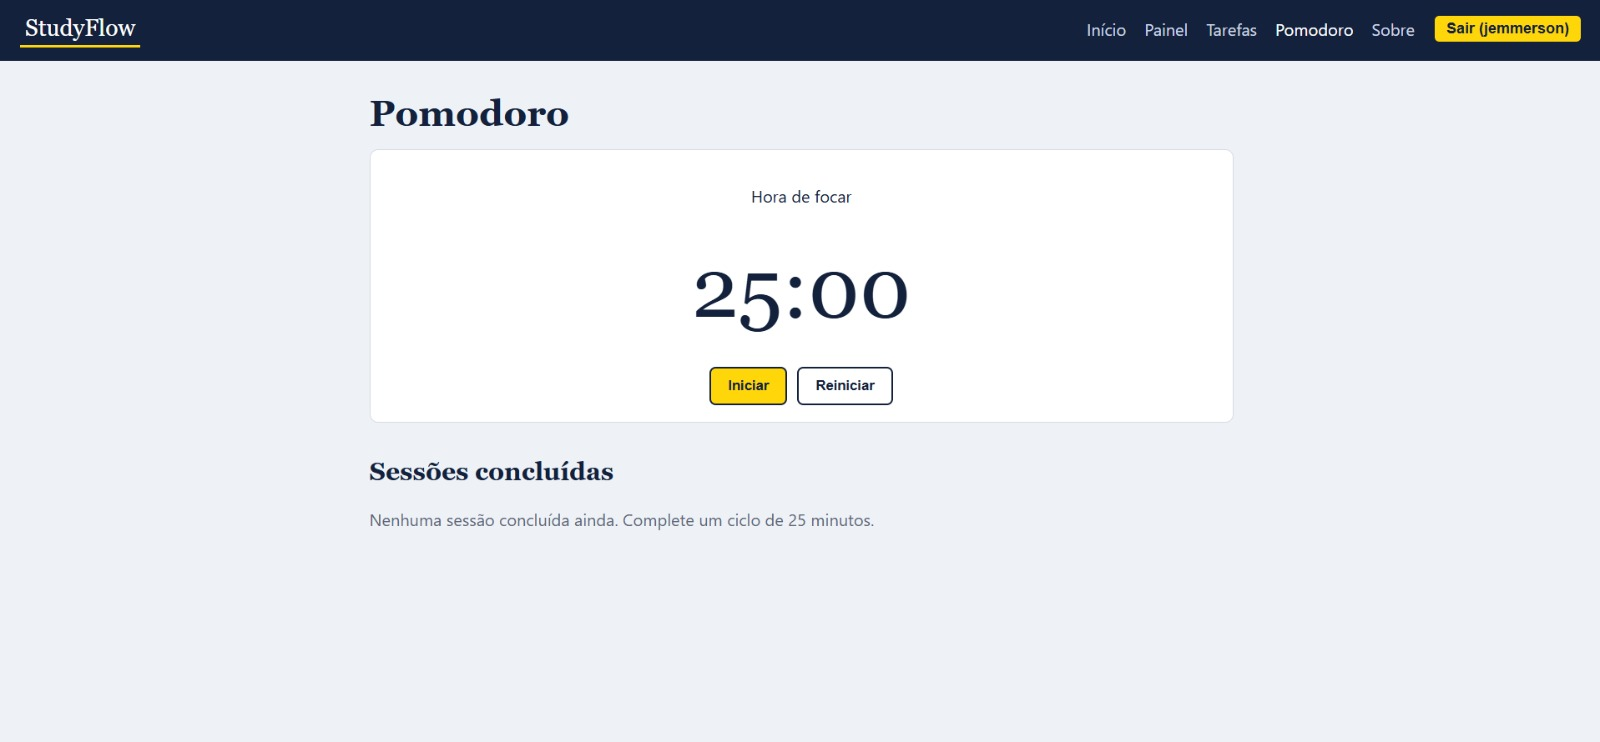 StudyFlow
Início Painel Tarefas Pomodoro Sobre Sair (jemmerson)
Pomodoro
Hora de focar
25:00
Iniciar Reiniciar
Sessões concluídas
Nenhuma sessão concluída ainda. Complete um ciclo de 25 minutos.